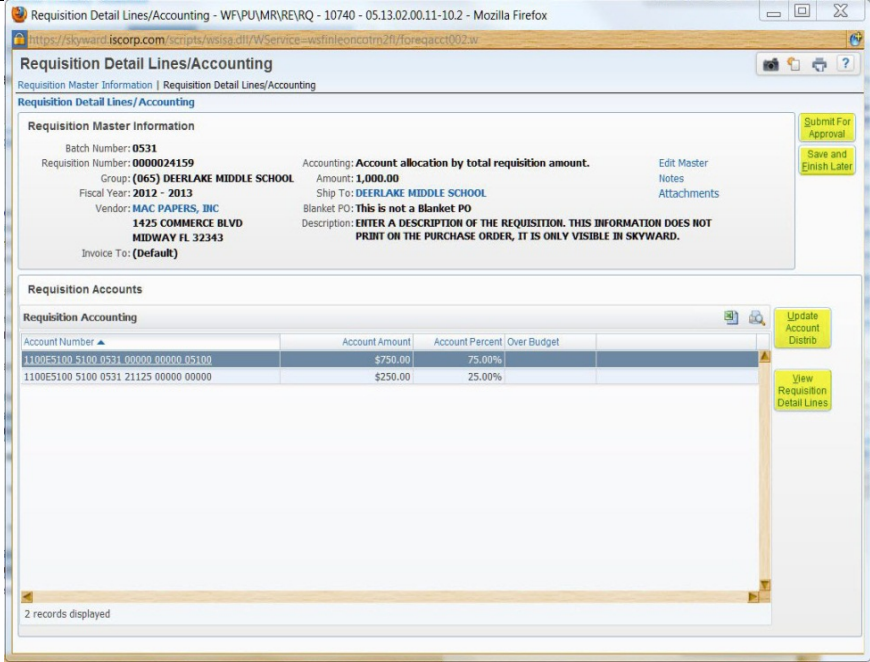 Requisition Detail Lines/Accounting - WF\PU\MR\RE\RQ - 10740 - 05.13.02.00.11-10.2 - Mozilla Firefox
https://skyward.iscorp.com/scripts/wsisa.dll/WService=wsfinleoncotrn2fl/foreqacct002.w
Requisition Detail Lines/Accounting
?
Requisition Master Information | Requisition Detail Lines/Accounting
Requisition Detail Lines/Accounting
Requisition Master Information
Batch Number: 0531
Requisition Number: 0000024159
Group: (065) DEERLAKE MIDDLE SCHOOL
Fiscal Year: 2012 - 2013
Vendor: MAC PAPERS, INC
1425 COMMERCE BLVD
MIDWAY FL 32343
Invoice To: (Default)
Accounting: Account allocation by total requisition amount.
Amount: 1,000.00
Ship To: DEERLAKE MIDDLE SCHOOL
Blanket PO: This is not a Blanket PO
Description: ENTER A DESCRIPTION OF THE REQUISITION. THIS INFORMATION DOES NOT
PRINT ON THE PURCHASE ORDER, IT IS ONLY VISIBLE IN SKYWARD.
Edit Master
Notes
Attachments
Submit For
Approval
Save and
Finish Later
Requisition Accounts
Requisition Accounting
Account Number Account Amount Account Percent Over Budget
1100E5100 5100 0531 00000 00000 05100 $750.00 75.00%
1100E5100 5100 0531 21125 00000 00000 $250.00 25.00%
Update
Account
Distrib
View
Requisition
Detail Lines
2 records displayed